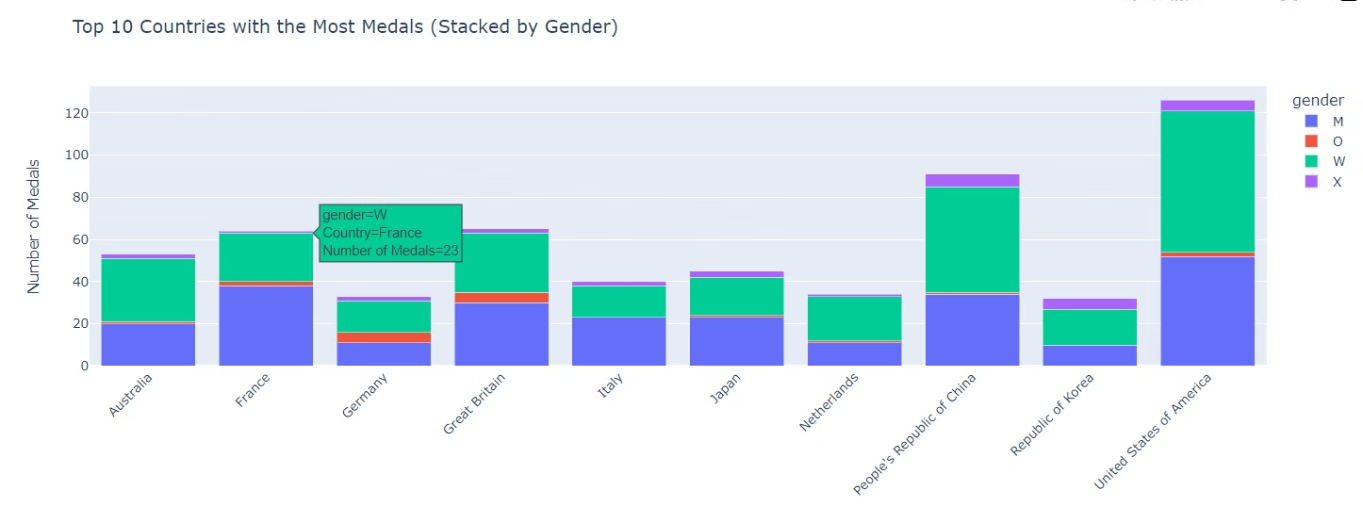 Top 10 Countries with the Most Medals (Stacked by Gender)
Number of Medals
120
100
80
60
40
20
0
gender=W
Country=France
Number of Medals=23
Australia
France
Germany
Great Britain
Italy
Japan
Netherlands
People's Republic of China
Republic of Korea
United States of America
gender
M
O
W
X